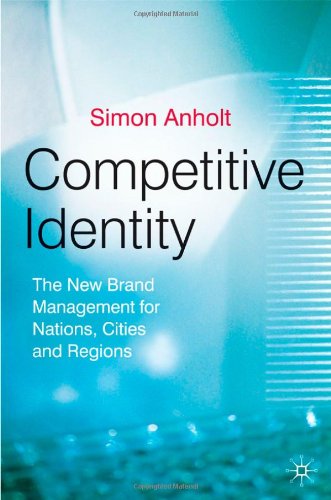 Simon Anholt
Competitive
Identity
The New Brand
Management for
Nations, Cities
and Regions